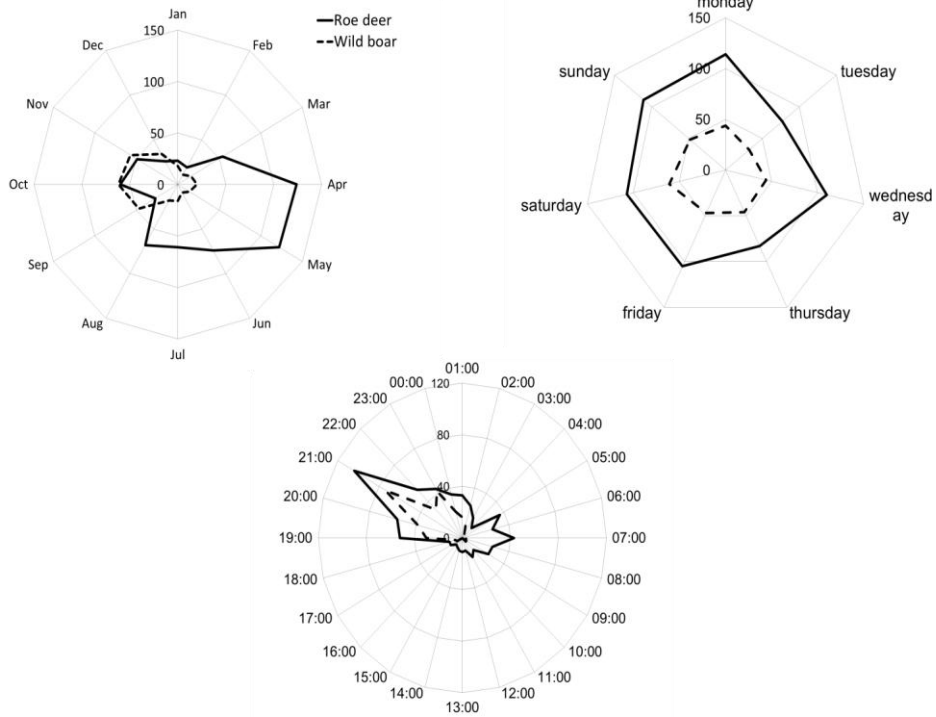 Jan
Feb
Mar
Apr
May
Jun
Jul
Aug
Sep
Oct
Nov
Dec
150
100
50
0
Roe deer
Wild boar
monday
tuesday
wednesd
ay
thursday
friday
saturday
sunday
150
100
50
0
01:00
02:00
03:00
04:00
05:00
06:00
07:00
08:00
09:00
10:00
11:00
12:00
13:00
14:00
15:00
16:00
17:00
18:00
19:00
20:00
21:00
22:00
23:00
00:00
120
80
40
0